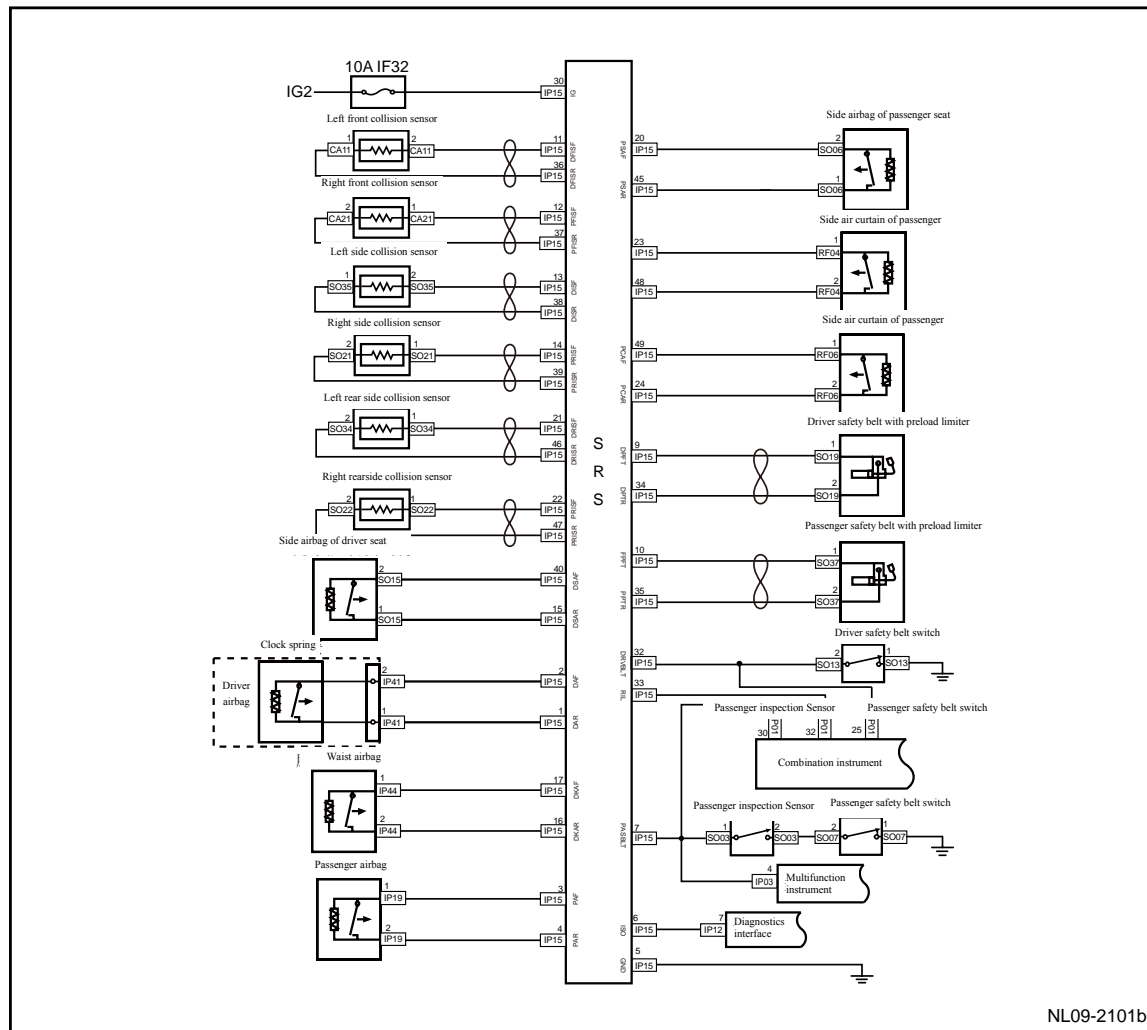 10A IF32
IG2
30
IP15
IG
Left front collision sensor
1
CA11
2
CA11
11
IP15
DFISF
36
IP15
DFISR
Right front collision sensor
2
CA21
1
CA21
12
IP15
PFISF
37
IP15
PFISR
Left side collision sensor
1
SO35
2
SO35
13
IP15
DISF
38
IP15
DISR
Right side collision sensor
2
SO21
1
SO21
14
IP15
PRISF
39
IP15
PRISR
Left rear side collision sensor
2
SO34
1
SO34
21
IP15
DRISF
46
IP15
DRISR
Right rearside collision sensor
2
SO22
1
SO22
22
IP15
PRISF
47
IP15
PRISR
Side airbag of driver seat
2
SO15
40
IP15
DSAF
1
SO15
15
IP15
DSAR
Clock spring
Driver
airbag
2
IP41
2
IP15
DAF
1
IP41
1
IP15
DAR
Waist airbag
1
IP44
17
IP15
DKAF
2
IP44
16
IP15
DKAR
Passenger airbag
1
IP19
3
IP15
PAF
2
IP19
4
IP15
PAR
S
R
S
Side airbag of passenger seat
PSAF
20
IP15
2
SO06
PSAR
45
IP15
1
SO06
Side air curtain of passenger
23
IP15
1
RF04
48
IP15
2
RF04
Side air curtain of passenger
PCAF
49
IP15
1
RF06
PCAR
24
IP15
2
RF06
Driver safety belt with preload limiter
DPFT
9
IP15
1
SO19
DPTR
34
IP15
2
SO19
Passenger safety belt with preload limiter
FPFT
10
IP15
1
SO37
PPTR
35
IP15
2
SO37
Driver safety belt switch
DRVBLT
32
IP15
2
SO13
1
SO13
RIL
33
IP15
Passenger inspection Sensor
Passenger safety belt switch
30
P01
32
P01
25
P01
Combination instrument
Passenger inspection Sensor
Passenger safety belt switch
PASBLT
7
IP15
1
SO03
2
SO03
2
SO07
1
SO07
4
IP03
Multifunction
instrument
ISO
6
IP15
7
IP12
Diagnostics
interface
GND
5
IP15
NL09-2101b